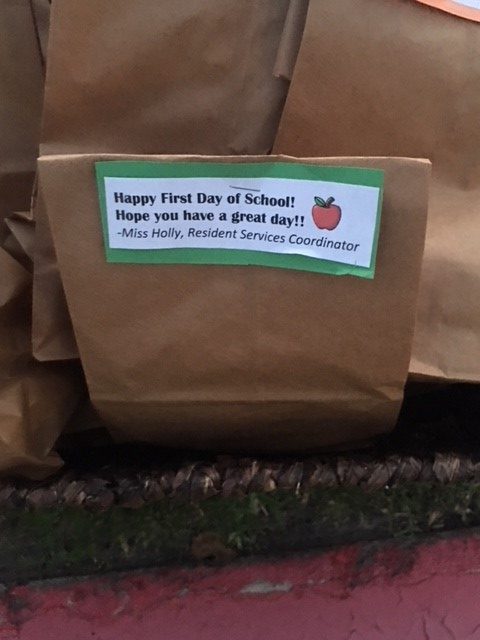 Happy First Day of School!
Hope you have a great day!!
-Miss Holly, Resident Services Coordinator